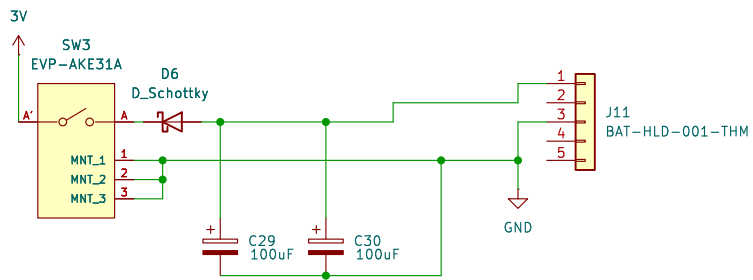 3V
SW3
EVP-AKE31A
D6
D_Schottky
A'
A
MNT_1 1
MNT_2 2
MNT_3 3
1
2
3
4
5
J11
BAT-HLD-001-THM
GND
+
C29
100uF
+
C30
100uF